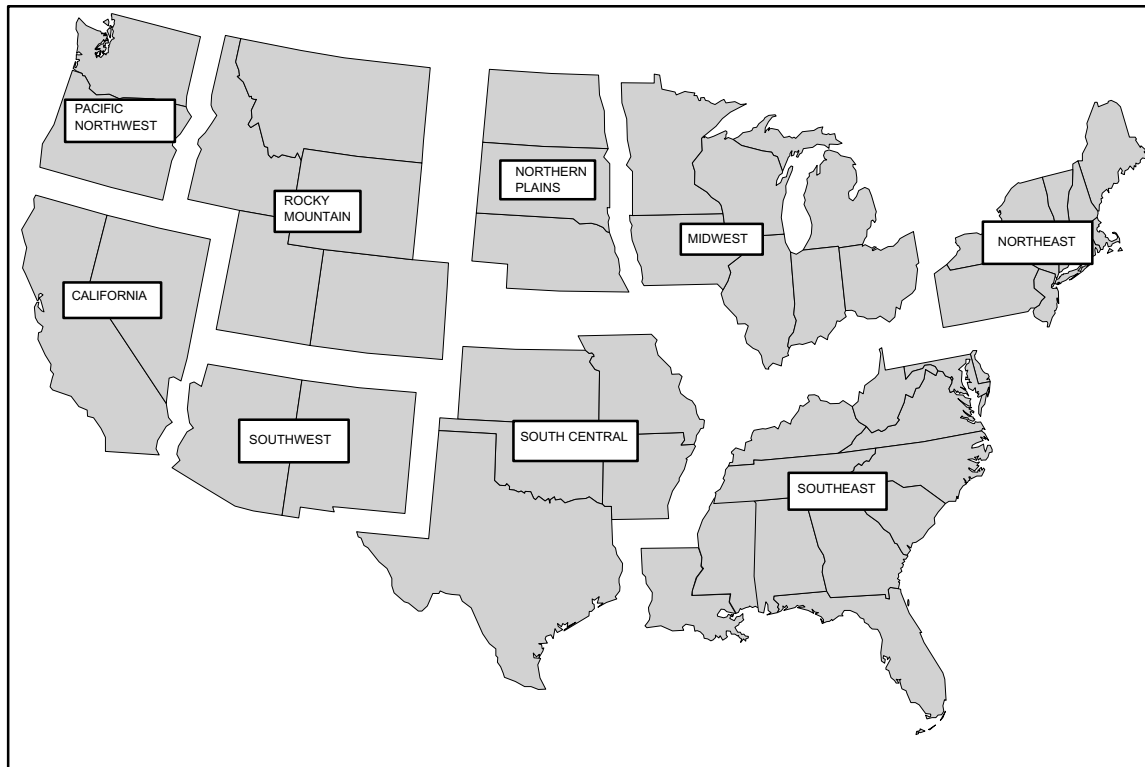 PACIFIC
NORTHWEST
ROCKY
MOUNTAIN
NORTHERN
PLAINS
MIDWEST
NORTHEAST
CALIFORNIA
SOUTHWEST
SOUTH CENTRAL
SOUTHEAST